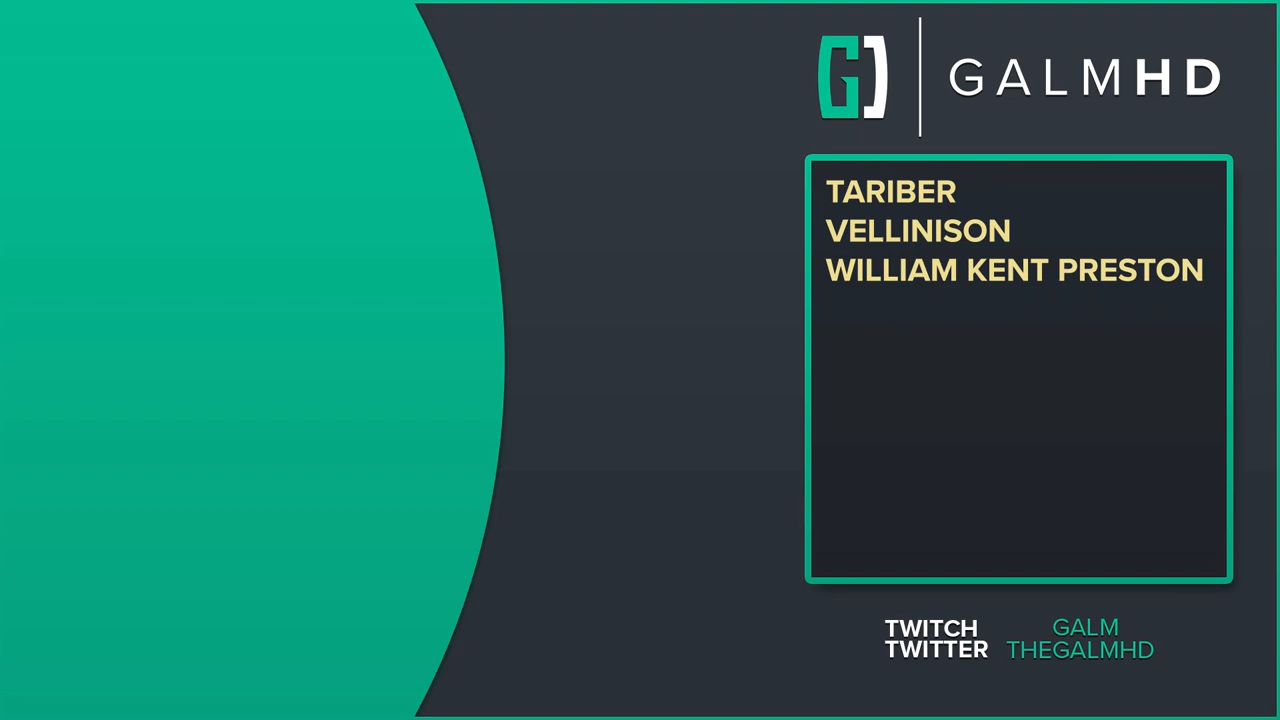 GALMHD
TARIBER
VELLINISON
WILLIAM KENT PRESTON
TWITCH GALM
TWITTER THEGALMHD